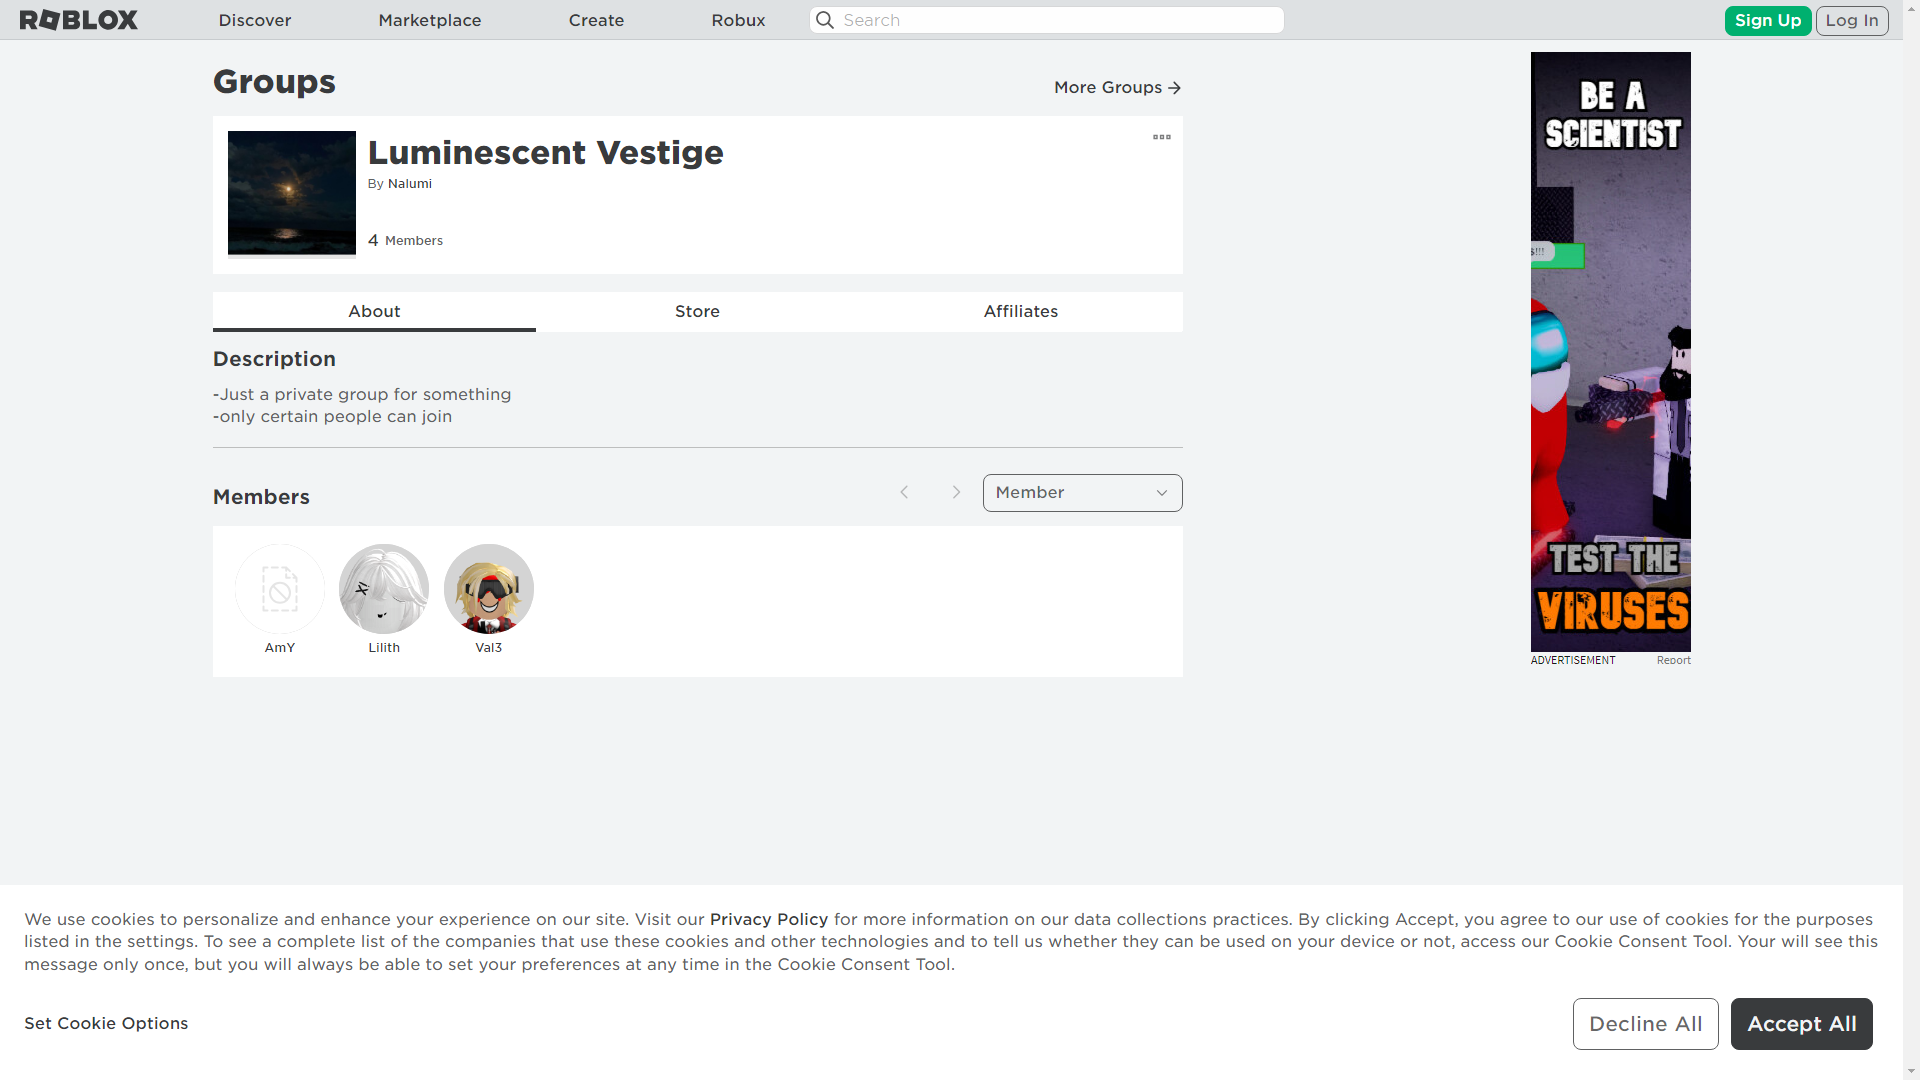 ROBLOX
Discover
Marketplace
Create
Robux
Search
Sign Up
Log In
Groups
More Groups
Luminescent Vestige
By Nalumi
4 Members
About
Store
Affiliates
Description
-Just a private group for something
-only certain people can join
Members
Member
AmY
Lilith
Val3
BE A
SCIENTIST
TEST THE
VIRUSES
ADVERTISEMENT
Report
We use cookies to personalize and enhance your experience on our site. Visit our Privacy Policy for more information on our data collections practices. By clicking Accept, you agree to our use of cookies for the purposes
listed in the settings. To see a complete list of the companies that use these cookies and other technologies and to tell us whether they can be used on your device or not, access our Cookie Consent Tool. Your will see this
message only once, but you will always be able to set your preferences at any time in the Cookie Consent Tool.
Set Cookie Options
Decline All
Accept All